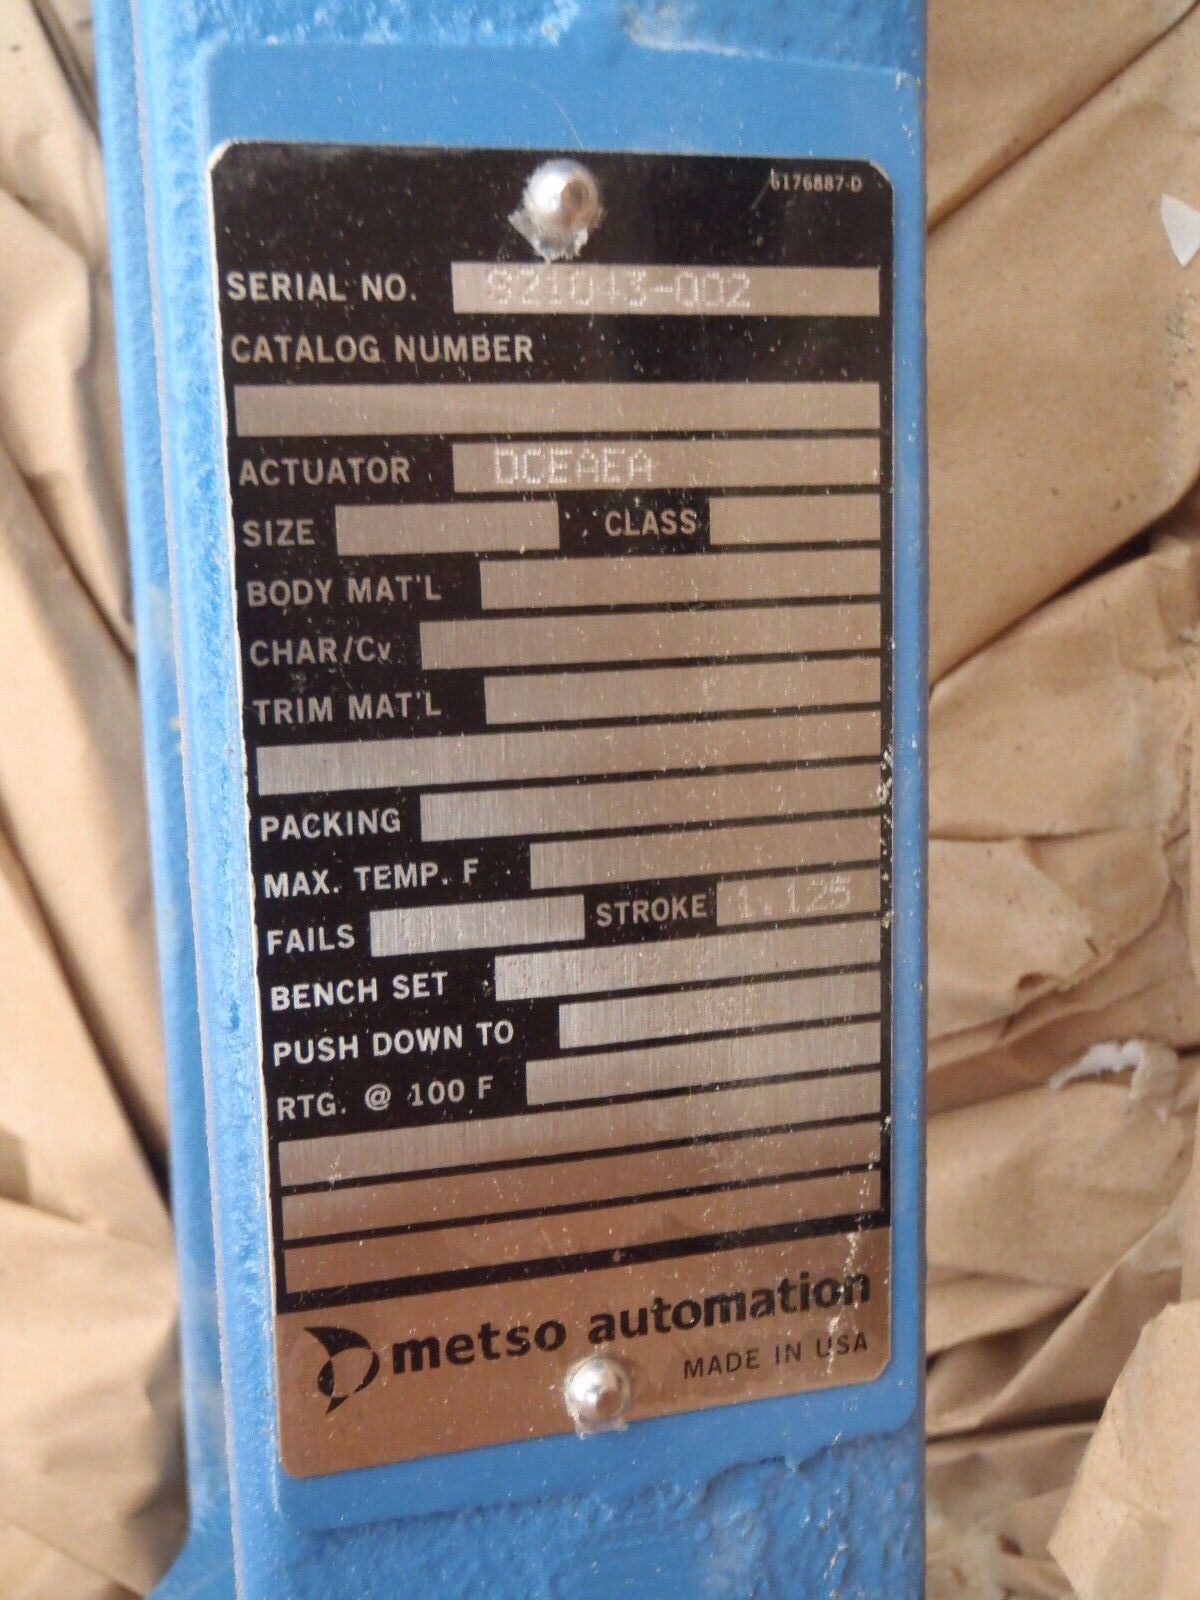 6176887-D
SERIAL NO. S21043-002
CATALOG NUMBER
ACTUATOR DCEAEA
SIZE CLASS
BODY MAT'L
CHAR/Cv
TRIM MAT'L
PACKING
MAX. TEMP. F
FAILS STROKE 1.125
BENCH SET
PUSH DOWN TO
RTG. @ 100 F
metso automation
MADE IN USA